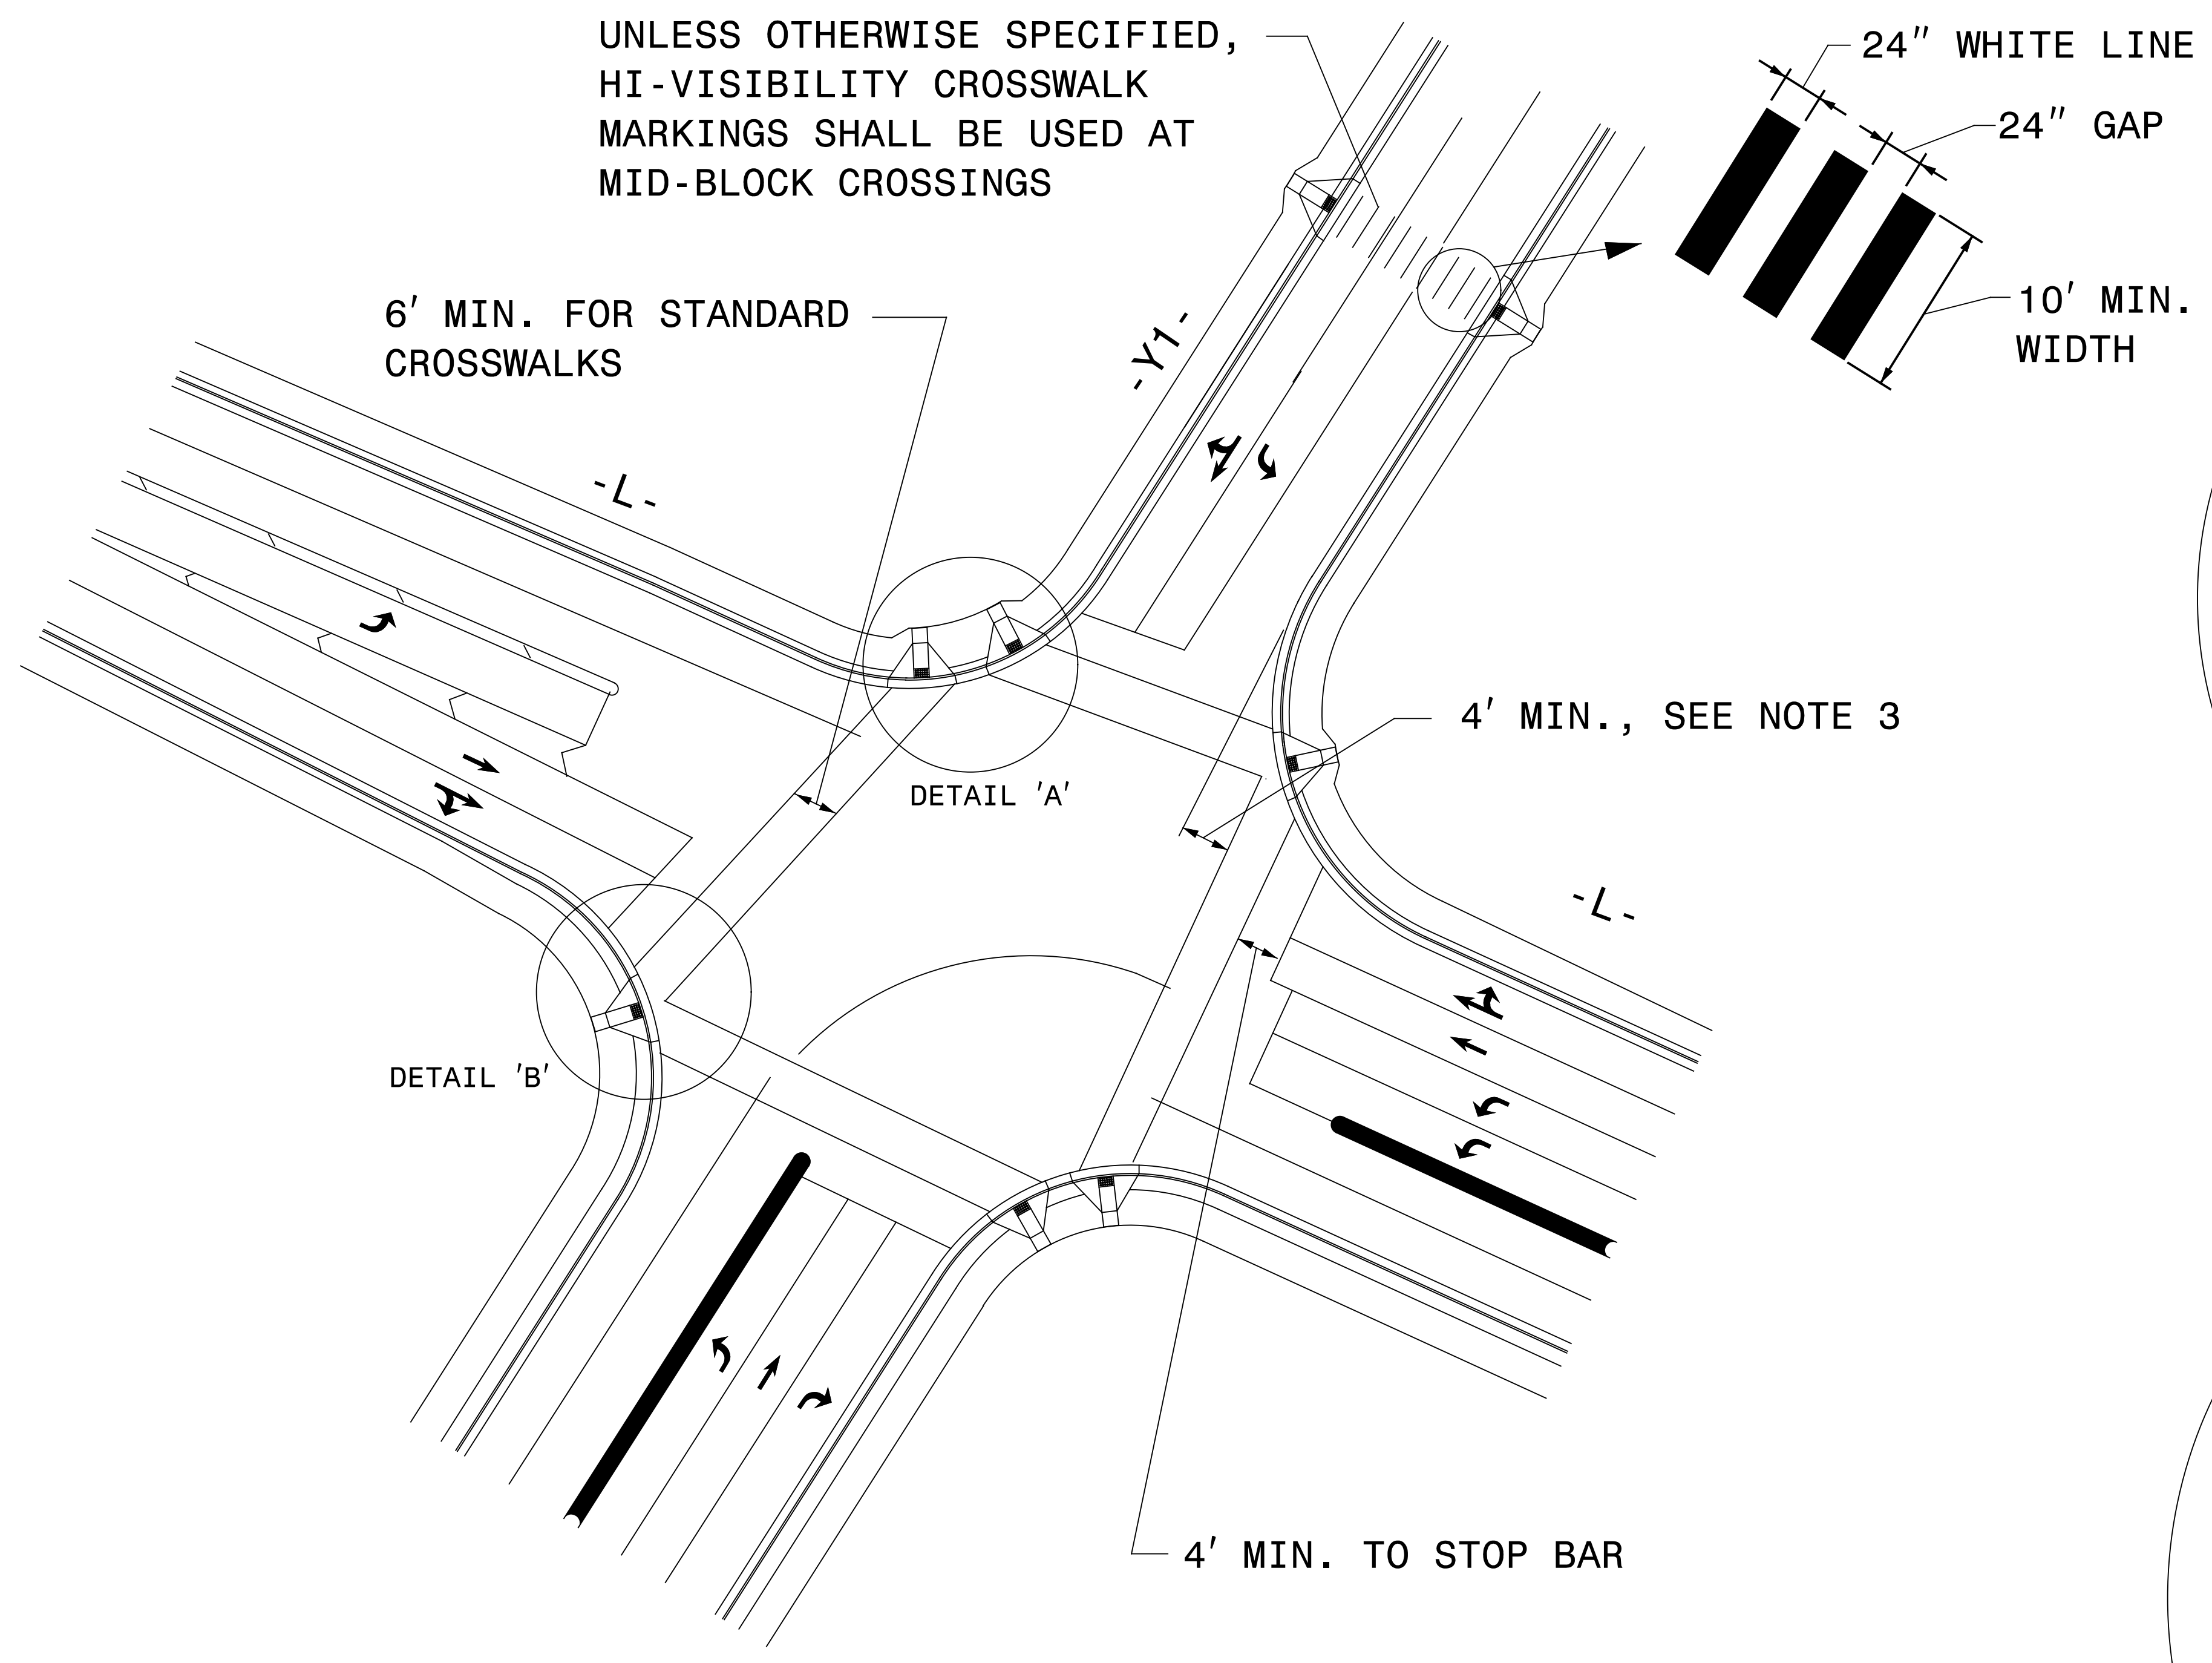 UNLESS OTHERWISE SPECIFIED,
HI-VISIBILITY CROSSWALK
MARKINGS SHALL BE USED AT
MID-BLOCK CROSSINGS
24" WHITE LINE
24" GAP
10' MIN.
WIDTH
6' MIN. FOR STANDARD
CROSSWALKS
-Y1-
-L-
4' MIN., SEE NOTE 3
DETAIL 'A'
-L-
DETAIL 'B'
4' MIN. TO STOP BAR